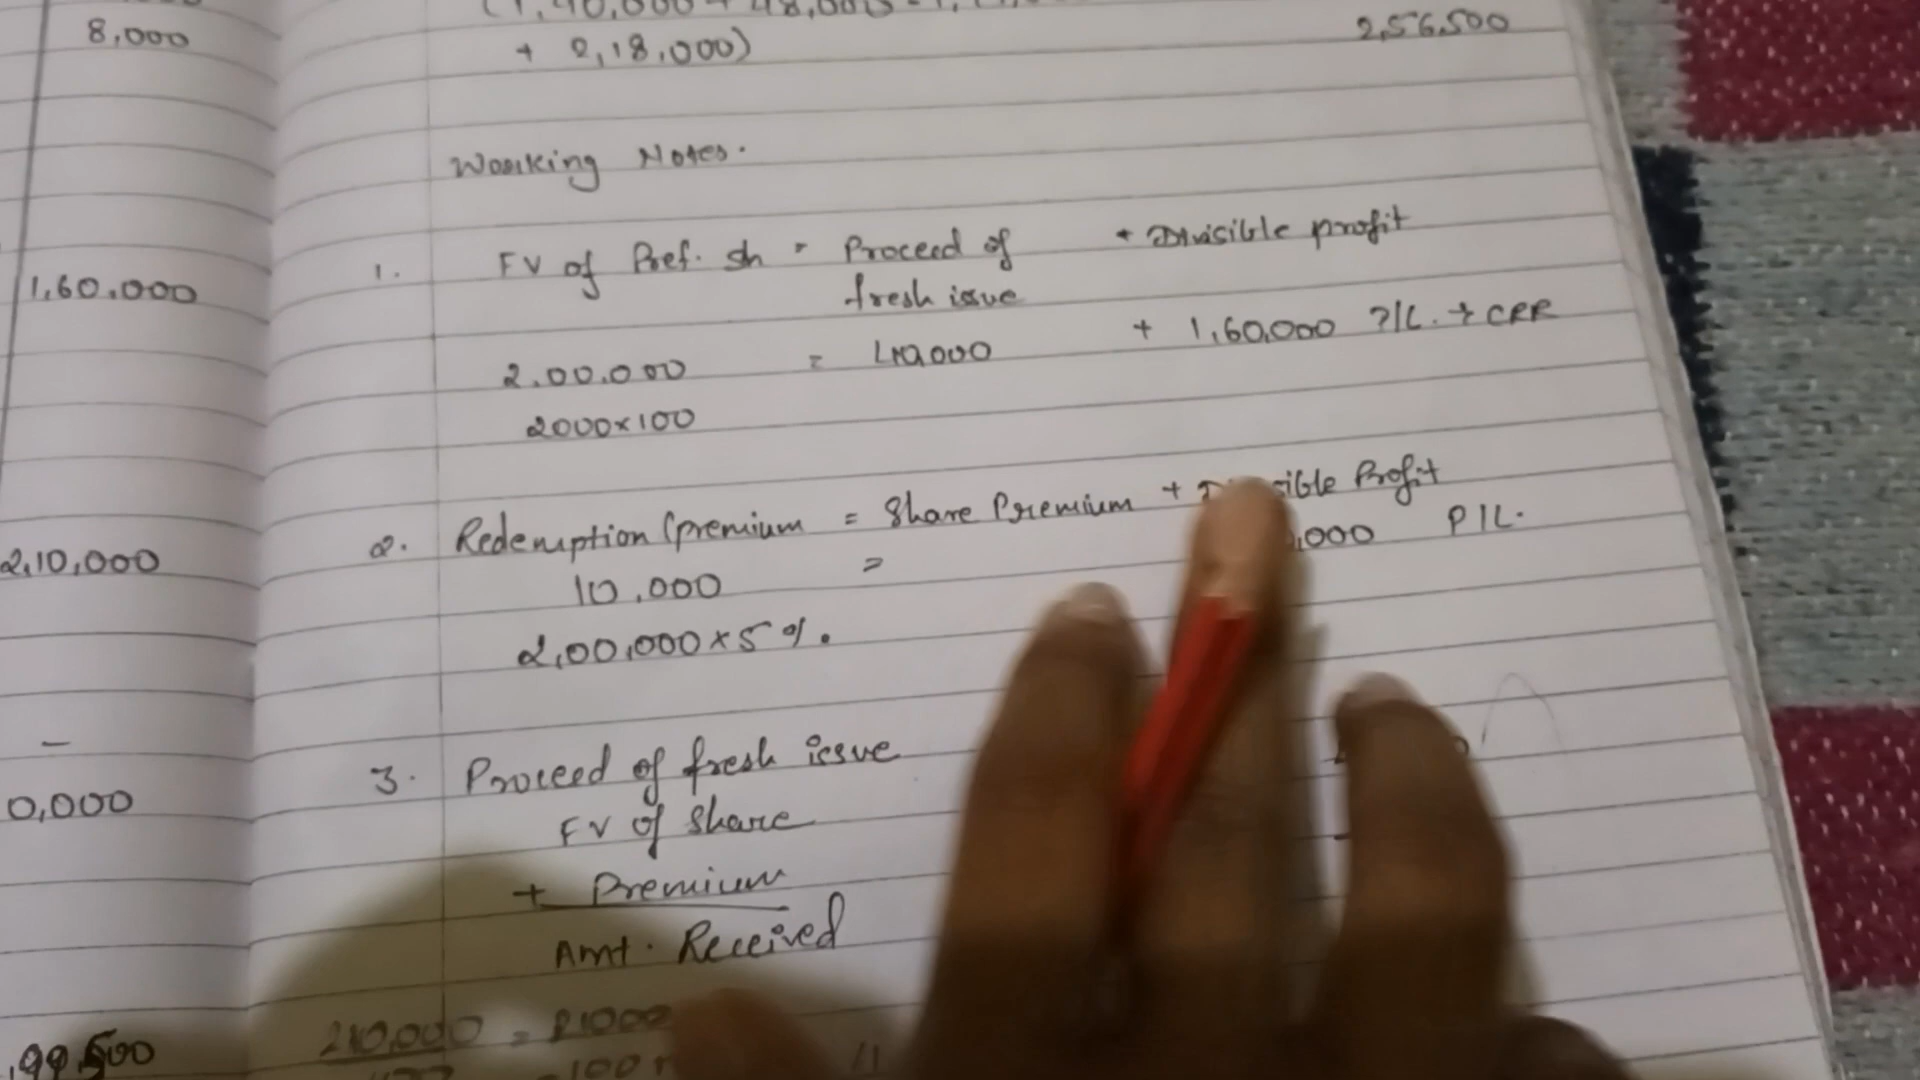 8,000
+ 2,18,000)
2,56,500
Working Notes.
1. FV of Pref. sh = Proceed of + Divisible profit
fresh issue
1,60,000
2,00,000 = 40,000 + 1,60,000 P/L. → CRR
2000×100
2. Redemption (premium = Share Premium + Profit
10,000 = P/L.
2,10,000
2,00,000 × 5%.
3. Proceed of fresh issue
FV of Share
0,000
+ Premium
Amt. Received